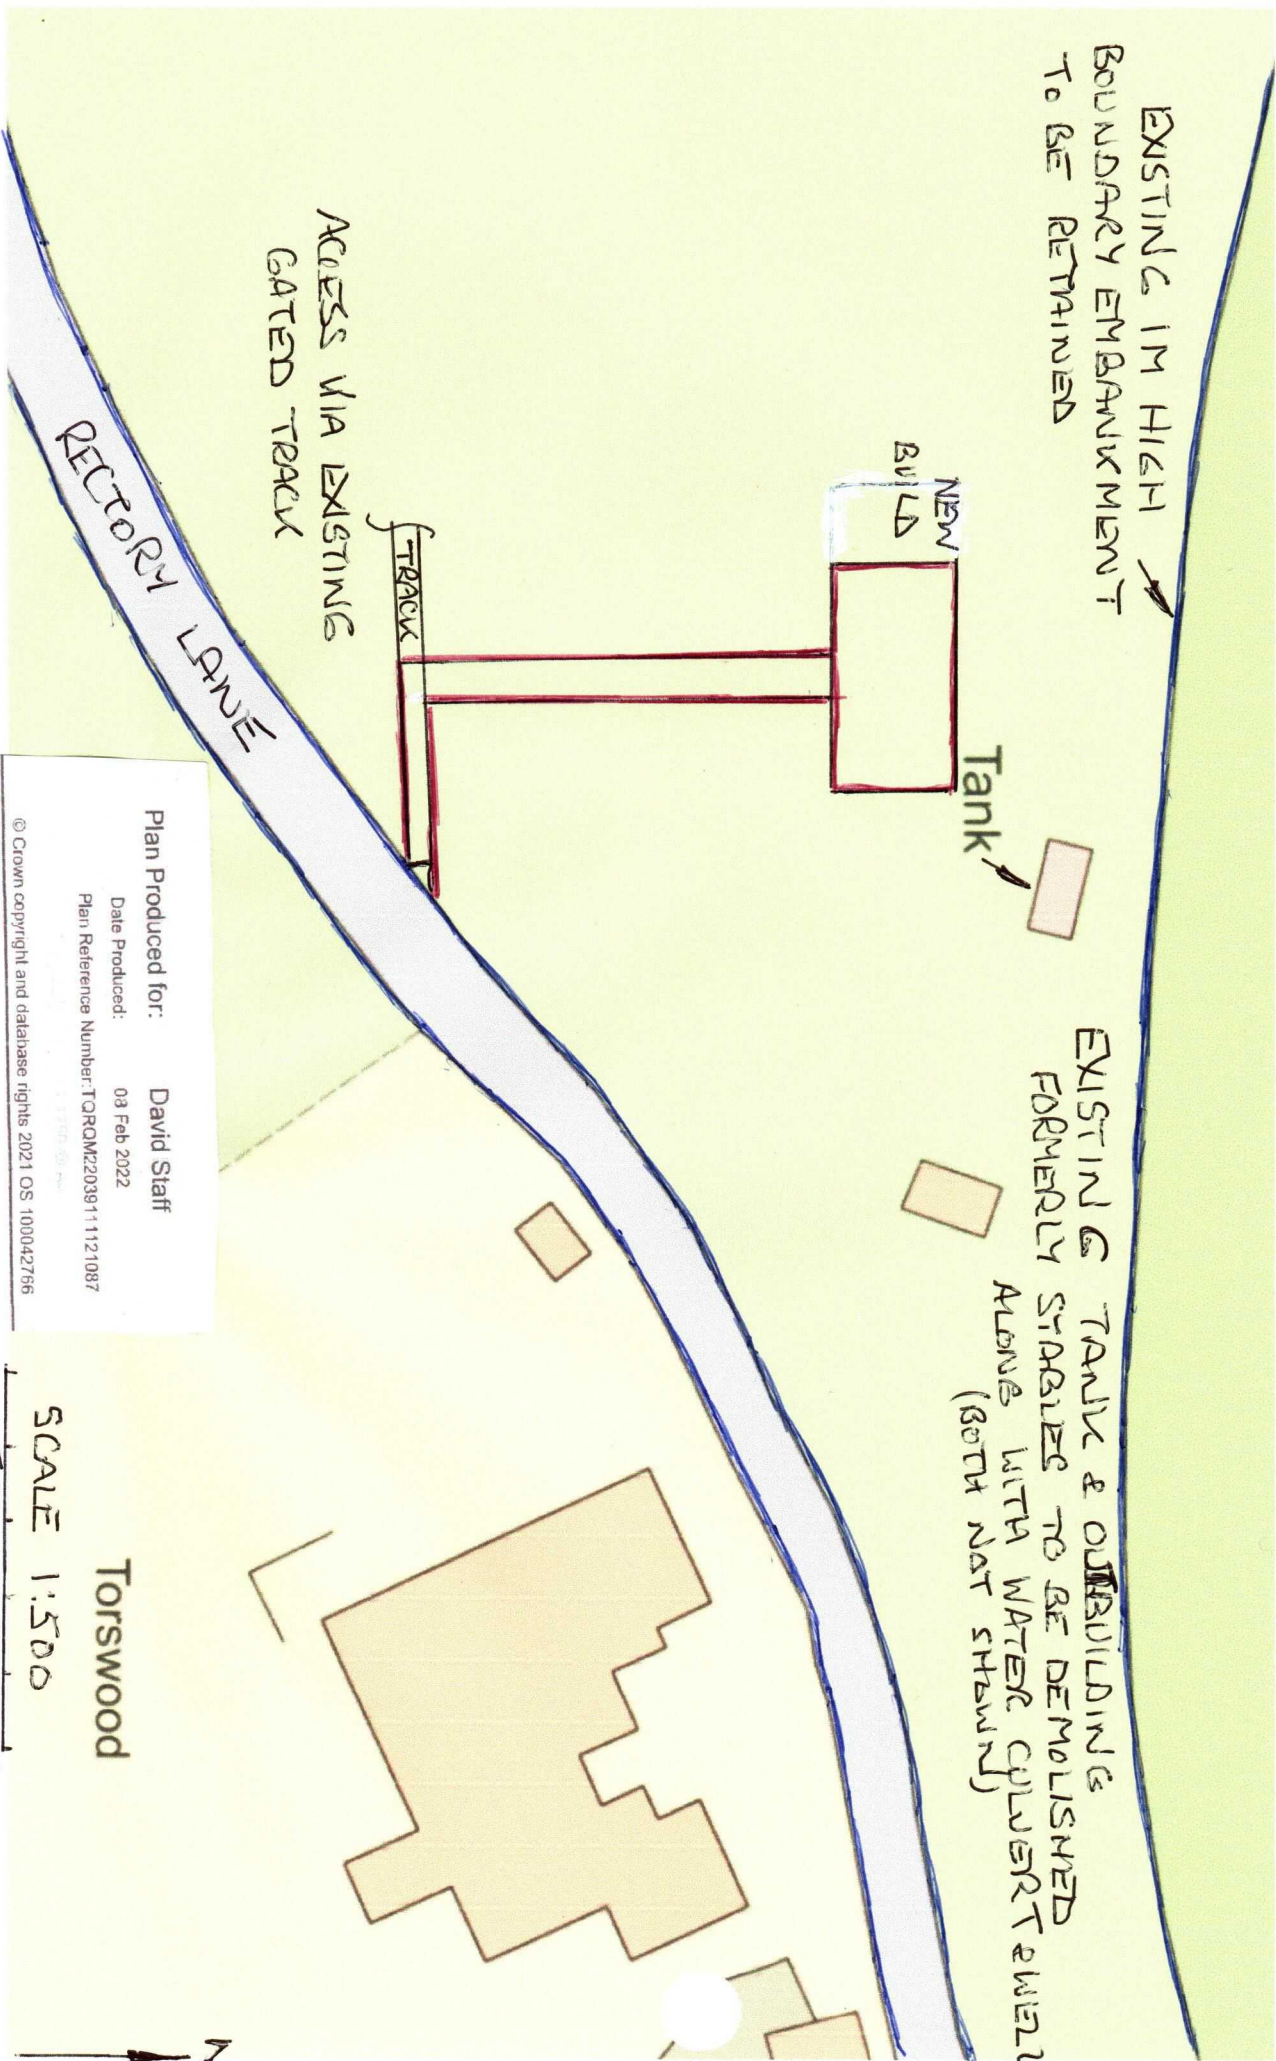 EXISTING 1M HIGH
BOUNDARY EMBANKMENT
TO BE RETAINED
NEW
BUILD
Tank
EXISTING TANK & OUTBUILDING
FORMERLY STABLES TO BE DEMOLISHED
ALONG WITH WATER CULVERT & WELL
(BOTH NOT SHOWN)
ACCESS VIA EXISTING
GATED TRACK
TRACK
RECTORY LANE
Torswood
SCALE 1:500
Plan Produced for: David Staff
Date Produced: 08 Feb 2022
Plan Reference Number:TQRQM22039111121087
© Crown copyright and database rights 2021 OS 100042766
N